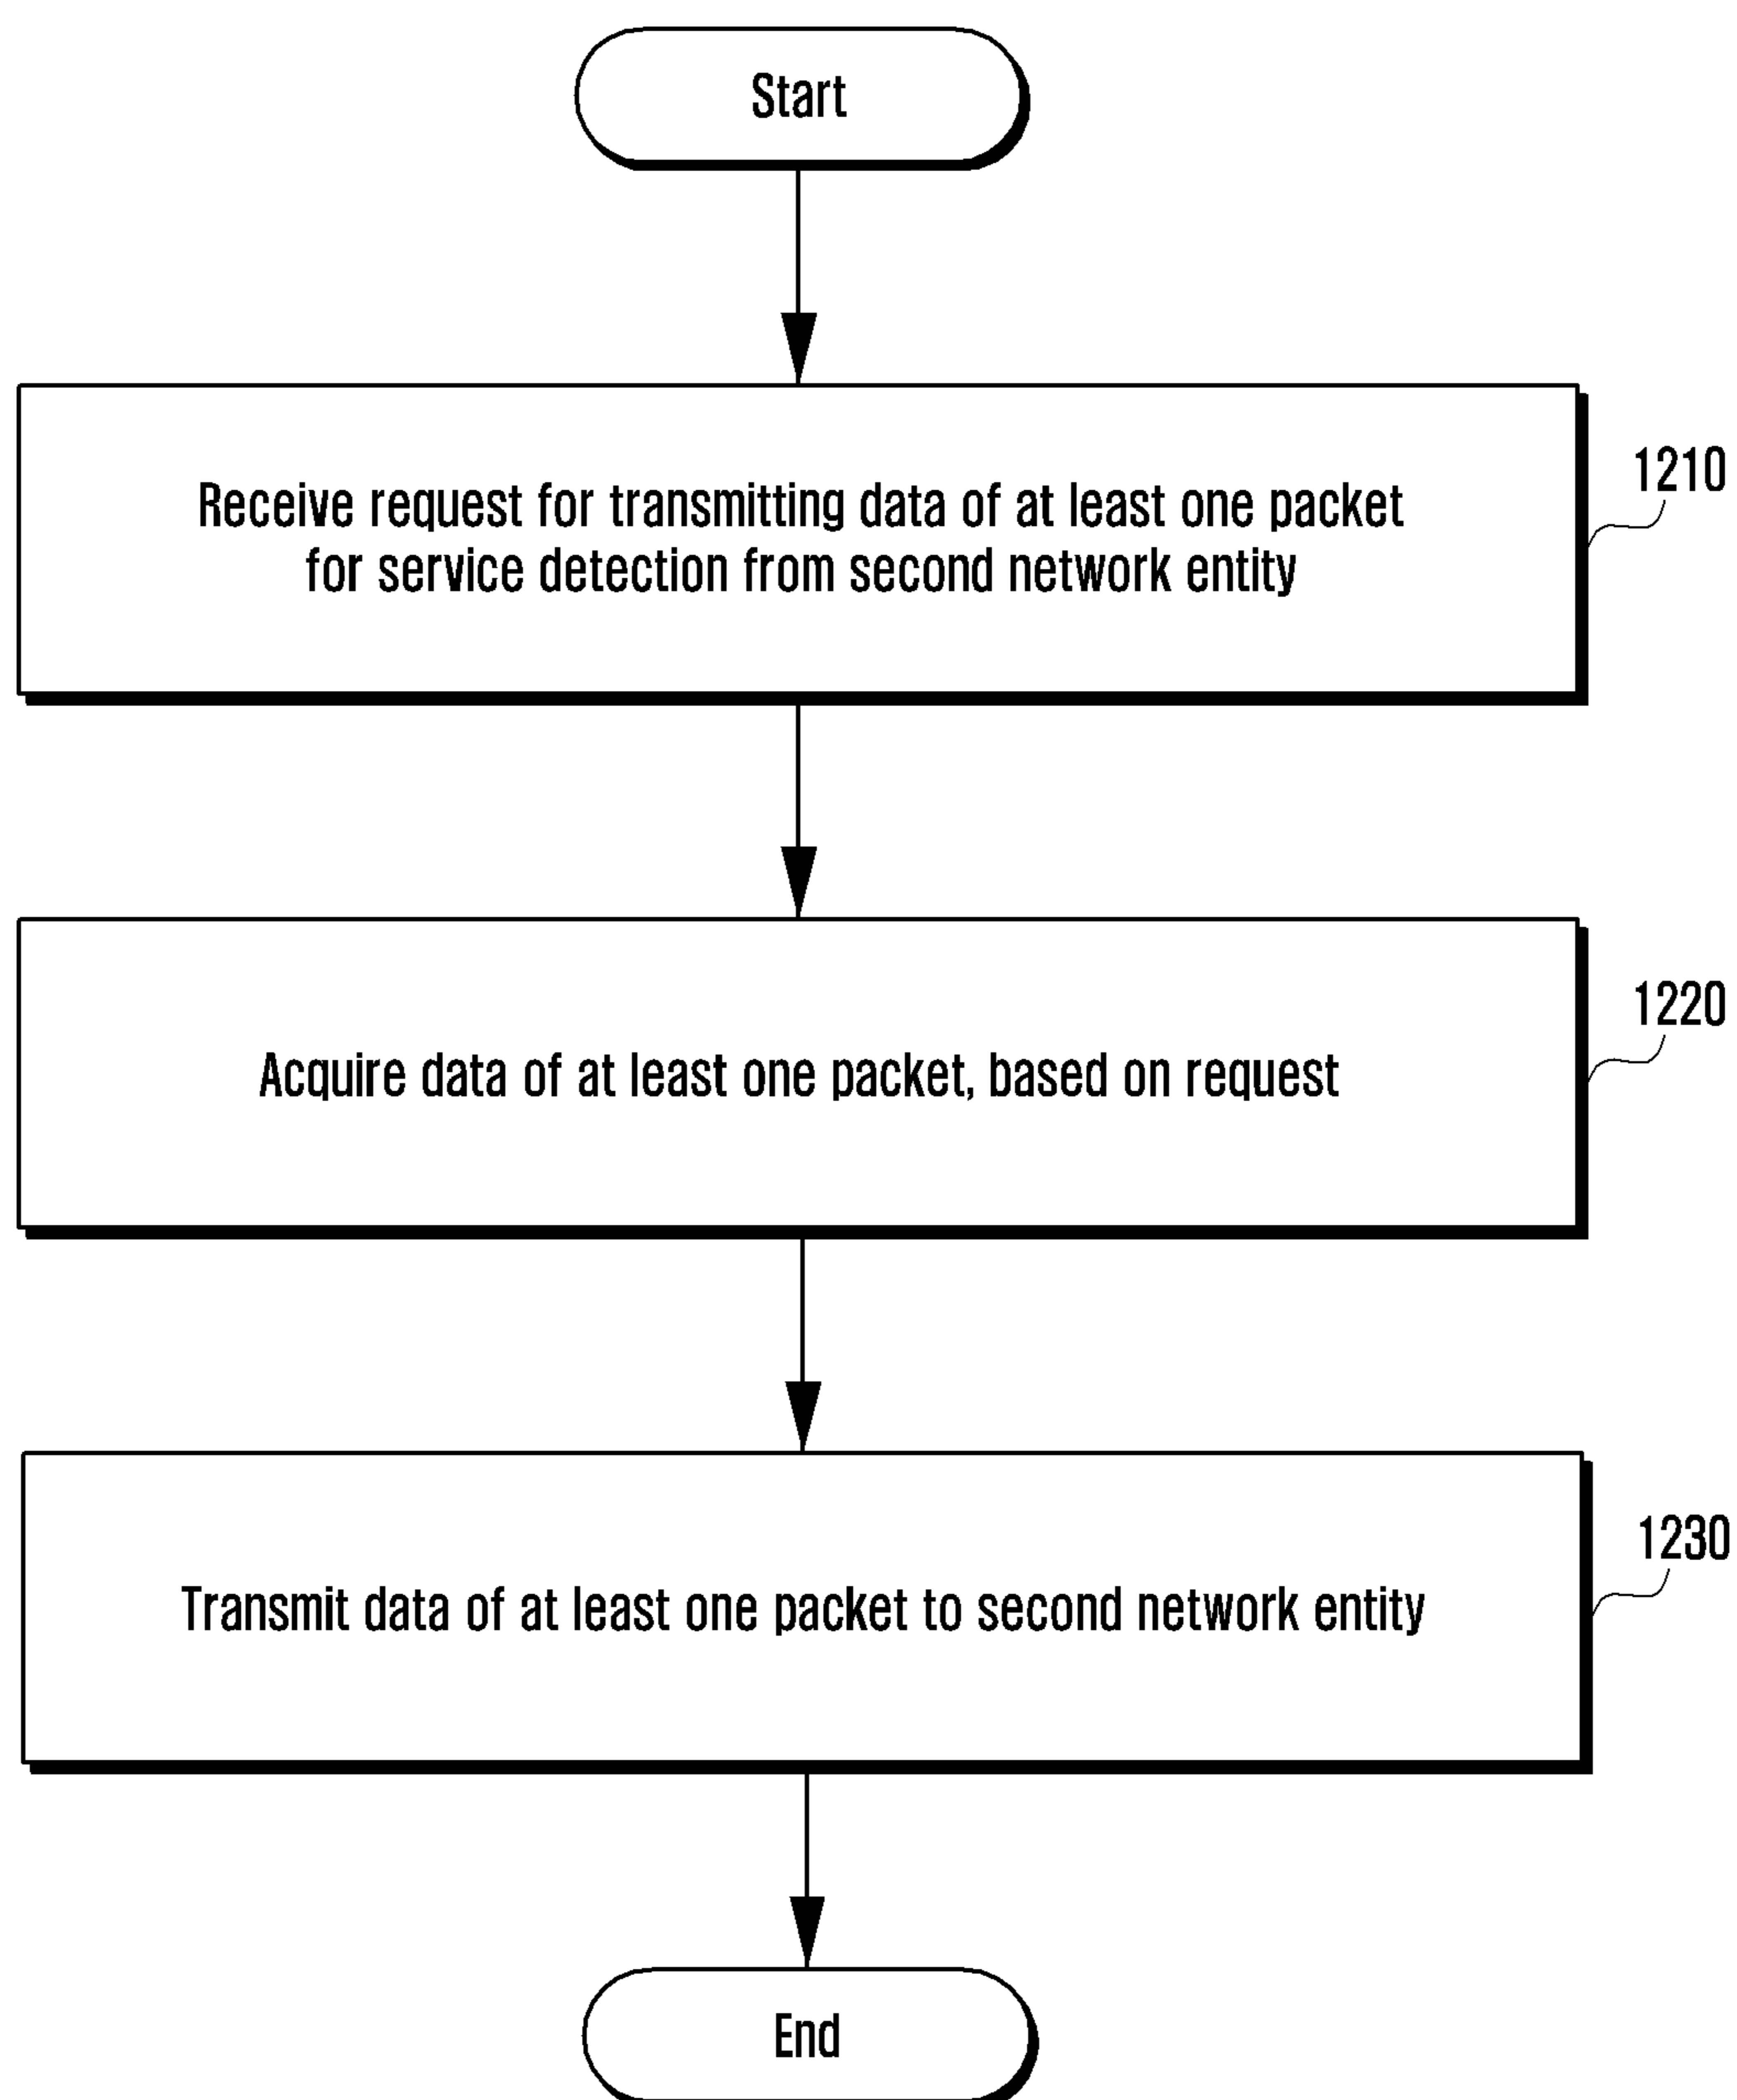 Start
Receive request for transmitting data of at least one packet
for service detection from second network entity
1210
Acquire data of at least one packet, based on request
1220
Transmit data of at least one packet to second network entity
1230
End